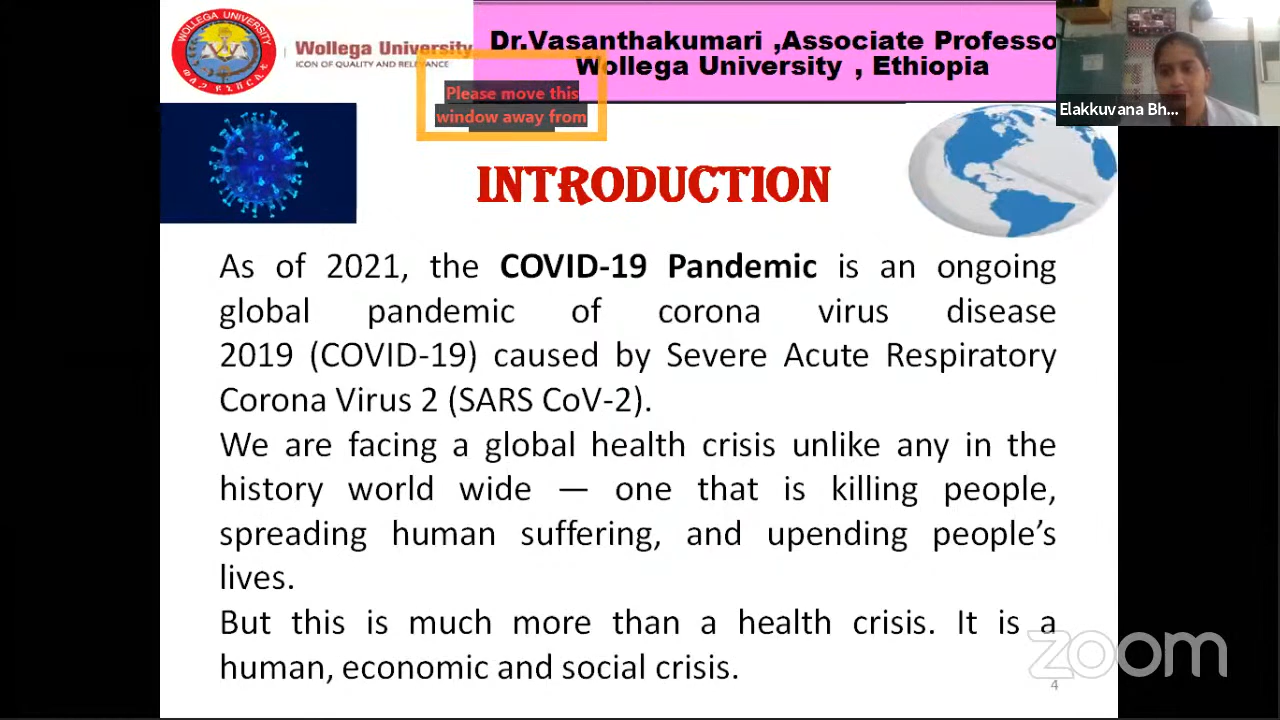 WOLLEGA UNIVERSITY
Wollega University
ICON OF QUALITY AND RELEVANCE
Dr.Vasanthakumari ,Associate Professo
Wollega University , Ethiopia
Elakkuvana Bh...
Please move this
window away from
INTRODUCTION
As of 2021, the COVID-19 Pandemic is an ongoing
global pandemic of corona virus disease
2019 (COVID-19) caused by Severe Acute Respiratory
Corona Virus 2 (SARS CoV-2).
We are facing a global health crisis unlike any in the
history world wide — one that is killing people,
spreading human suffering, and upending people’s
lives.
But this is much more than a health crisis. It is a
human, economic and social crisis.
zoom
4